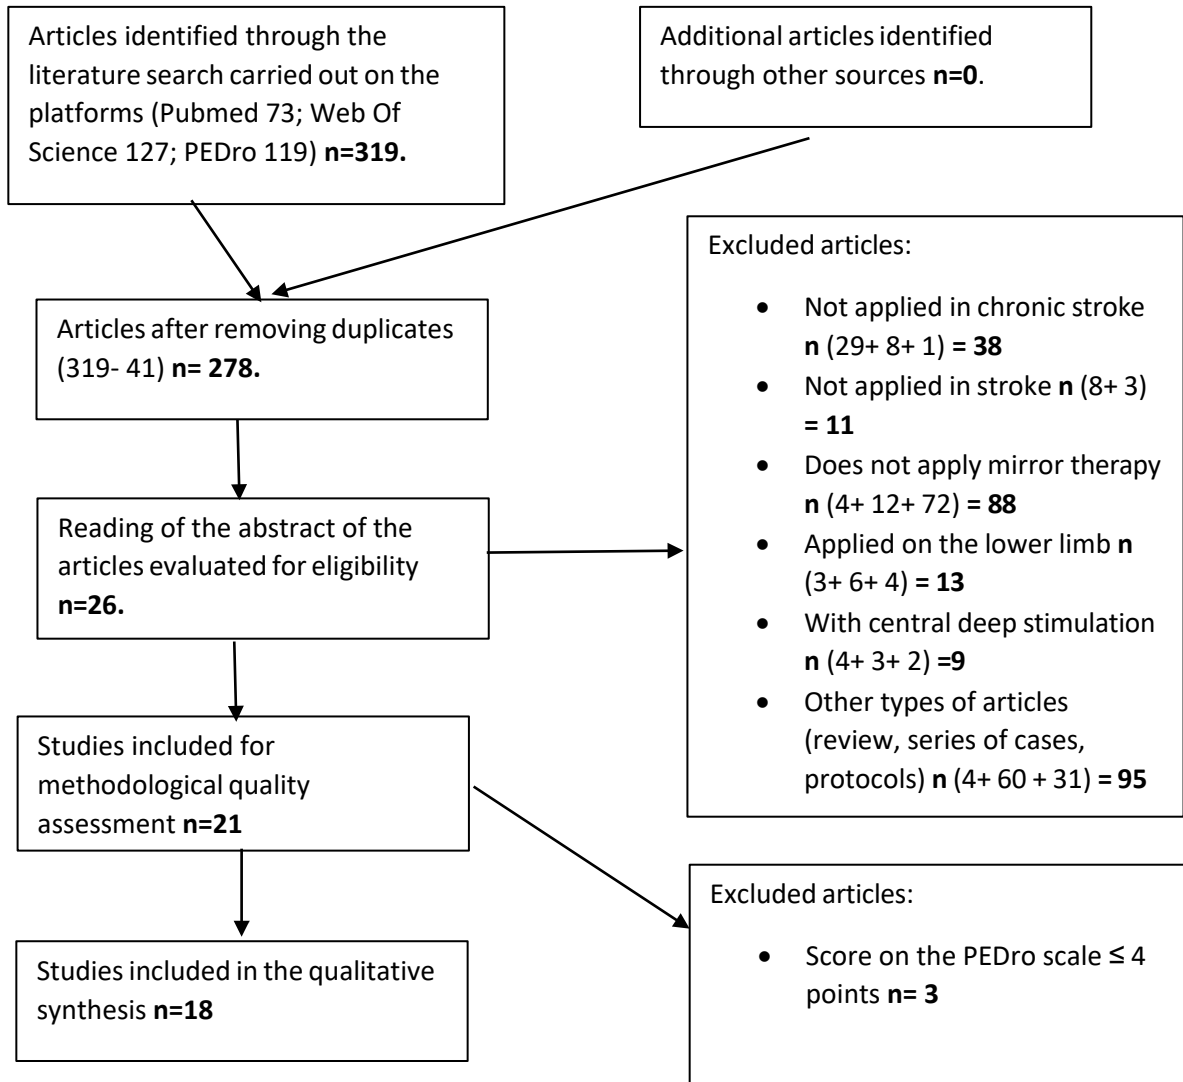 Articles identified through the
literature search carried out on the
platforms (Pubmed 73; Web Of
Science 127; PEDro 119) n=319.
Additional articles identified
through other sources n=0.
Articles after removing duplicates
(319- 41) n= 278.
Reading of the abstract of the
articles evaluated for eligibility
n=26.
Excluded articles:
• Not applied in chronic stroke
n (29+ 8+ 1) = 38
• Not applied in stroke n (8+ 3)
= 11
• Does not apply mirror therapy
n (4+ 12+ 72) = 88
• Applied on the lower limb n
(3+ 6+ 4) = 13
• With central deep stimulation
n (4+ 3+ 2) =9
• Other types of articles
(review, series of cases,
protocols) n (4+ 60 + 31) = 95
Studies included for
methodological quality
assessment n=21
Excluded articles:
• Score on the PEDro scale ≤ 4
points n= 3
Studies included in the qualitative
synthesis n=18